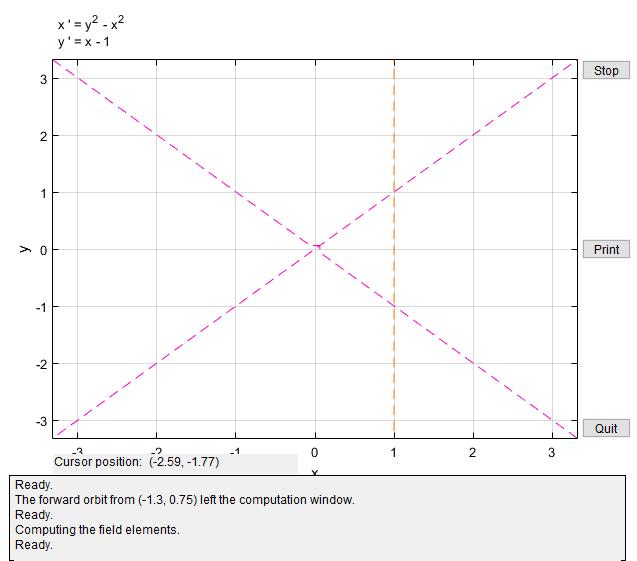 x ' = y² - x²
y ' = x - 1
Stop
3
2
1
y
0
Print
-1
-2
-3
Quit
-3 -2 -1 0 1 2 3
Cursor position: (-2.59, -1.77)
x
Ready.
The forward orbit from (-1.3, 0.75) left the computation window.
Ready.
Computing the field elements.
Ready.